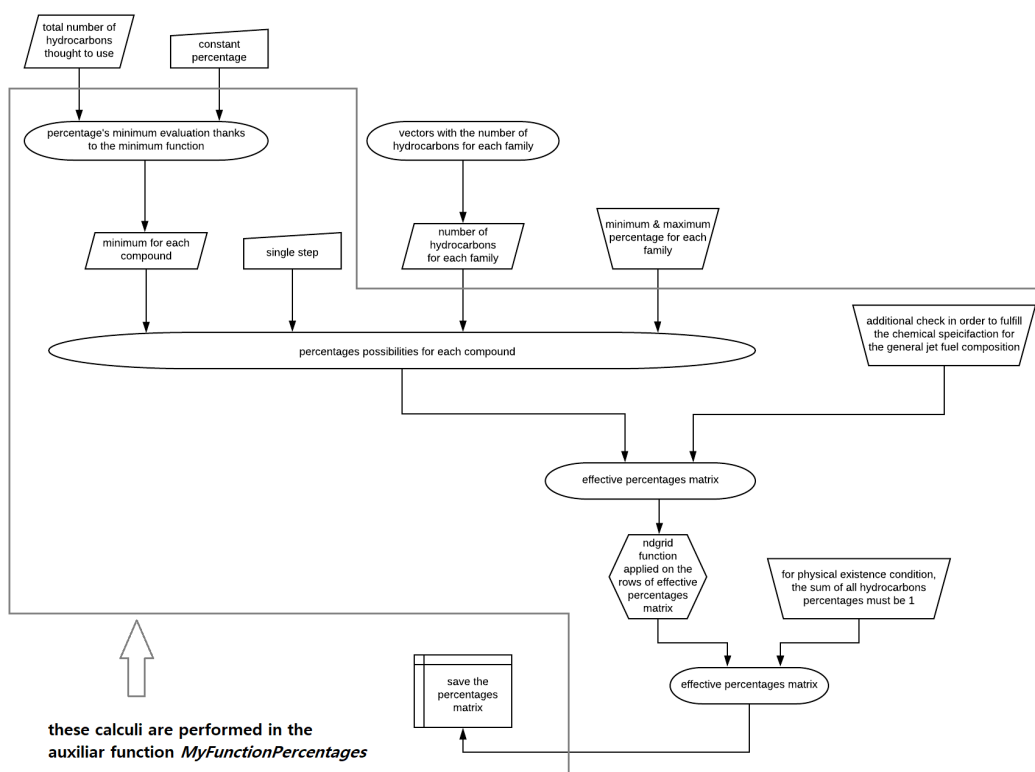 total number of
hydrocarbons
thought to use
constant
percentage
percentage's minimum evaluation thanks
to the minimum function
vectors with the number of
hydrocarbons for each family
minimum for each
compound
single step
number of
hydrocarbons
for each family
minimum & maximum
percentage for each
family
additional check in order to fulfill
the chemical speicifaction for
the general jet fuel composition
percentages possibilities for each compound
effective percentages matrix
ndgrid
function
applied on the
rows of effective
percentages
matrix
for physical existence condition,
the sum of all hydrocarbons
percentages must be 1
effective percentages matrix
save the
percentages
matrix
these calculi are performed in the
auxiliar function MyFunctionPercentages